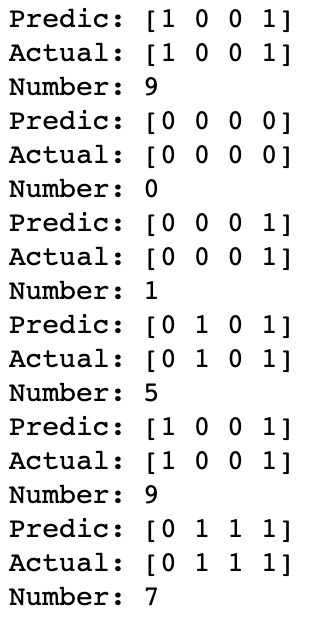 Predic: [1 0 0 1]
Actual: [1 0 0 1]
Number: 9
Predic: [0 0 0 0]
Actual: [0 0 0 0]
Number: 0
Predic: [0 0 0 1]
Actual: [0 0 0 1]
Number: 1
Predic: [0 1 0 1]
Actual: [0 1 0 1]
Number: 5
Predic: [1 0 0 1]
Actual: [1 0 0 1]
Number: 9
Predic: [0 1 1 1]
Actual: [0 1 1 1]
Number: 7